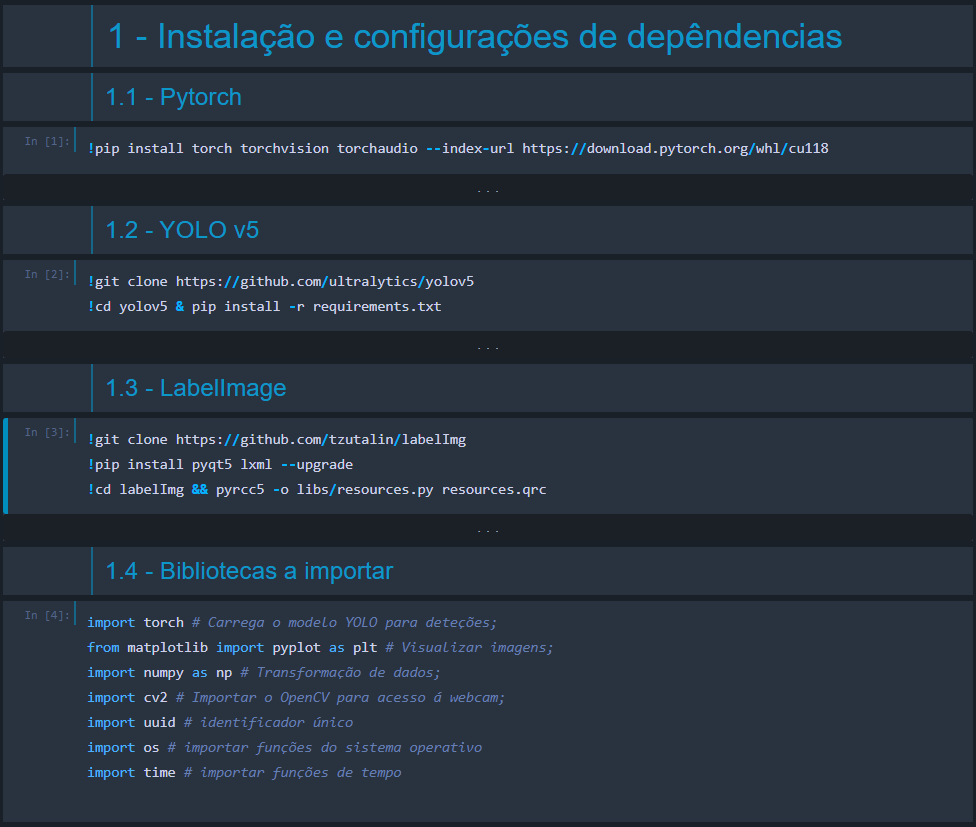 1 - Instalação e configurações de depêndencias
1.1 - Pytorch
In [1]: !pip install torch torchvision torchaudio --index-url https://download.pytorch.org/whl/cu118
...
1.2 - YOLO v5
In [2]: !git clone https://github.com/ultralytics/yolov5
!cd yolov5 & pip install -r requirements.txt
...
1.3 - LabelImage
In [3]: !git clone https://github.com/tzutalin/labelImg
!pip install pyqt5 lxml --upgrade
!cd labelImg && pyrcc5 -o libs/resources.py resources.qrc
...
1.4 - Bibliotecas a importar
In [4]: import torch # Carrega o modelo YOLO para deteções;
from matplotlib import pyplot as plt # Visualizar imagens;
import numpy as np # Transformação de dados;
import cv2 # Importar o OpenCV para acesso á webcam;
import uuid # identificador único
import os # importar funções do sistema operativo
import time # importar funções de tempo